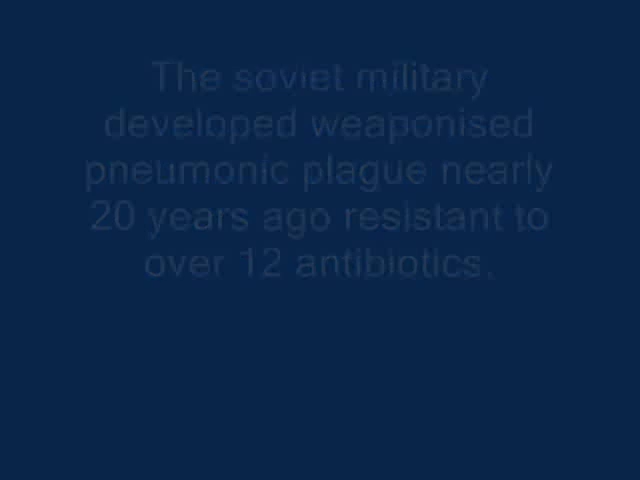 The soviet military
developed weaponised
pneumonic plague nearly
20 years ago resistant to
over 12 antibiotics.